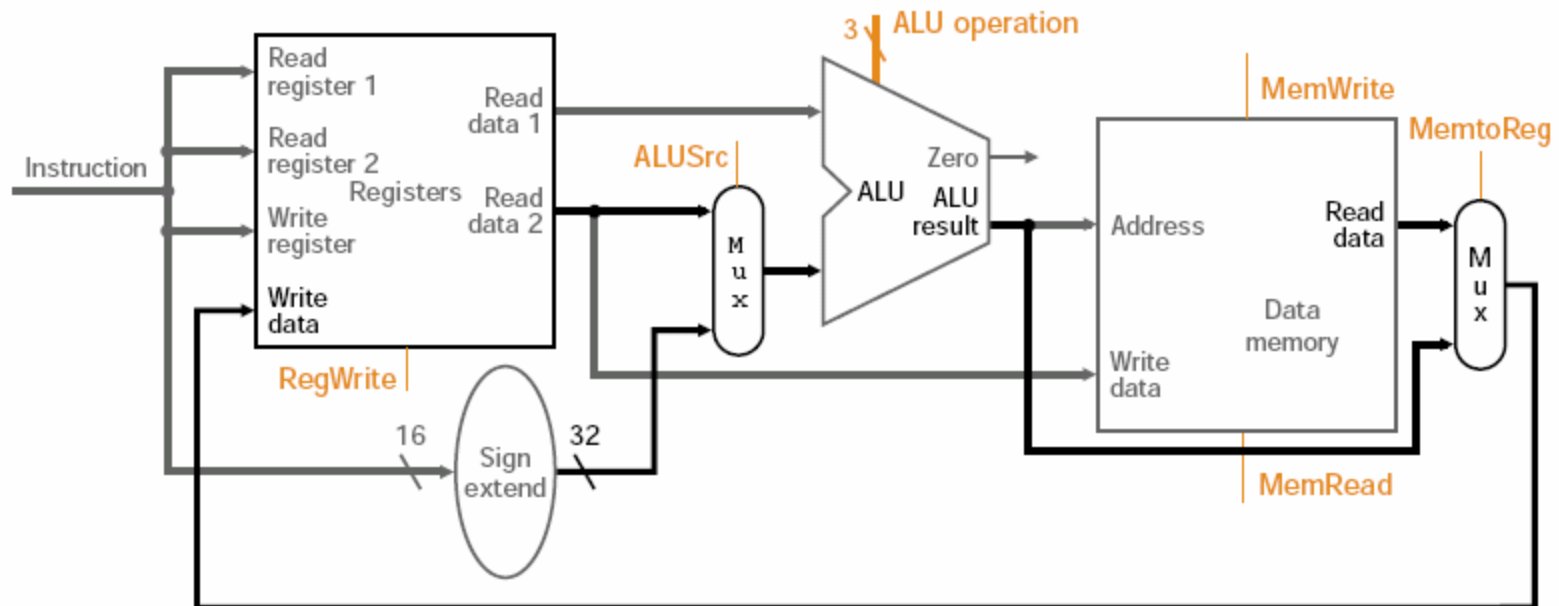 3
ALU operation
Read
register 1
MemWrite
Read
data 1
MemtoReg
Read
register 2
ALUSrc
Zero
Instruction
Registers
Read
data 2
ALU
ALU
result
Write
register
M
u
x
Address
Read
data
M
u
x
Write
data
Data
memory
RegWrite
Write
data
16
32
Sign
extend
MemRead